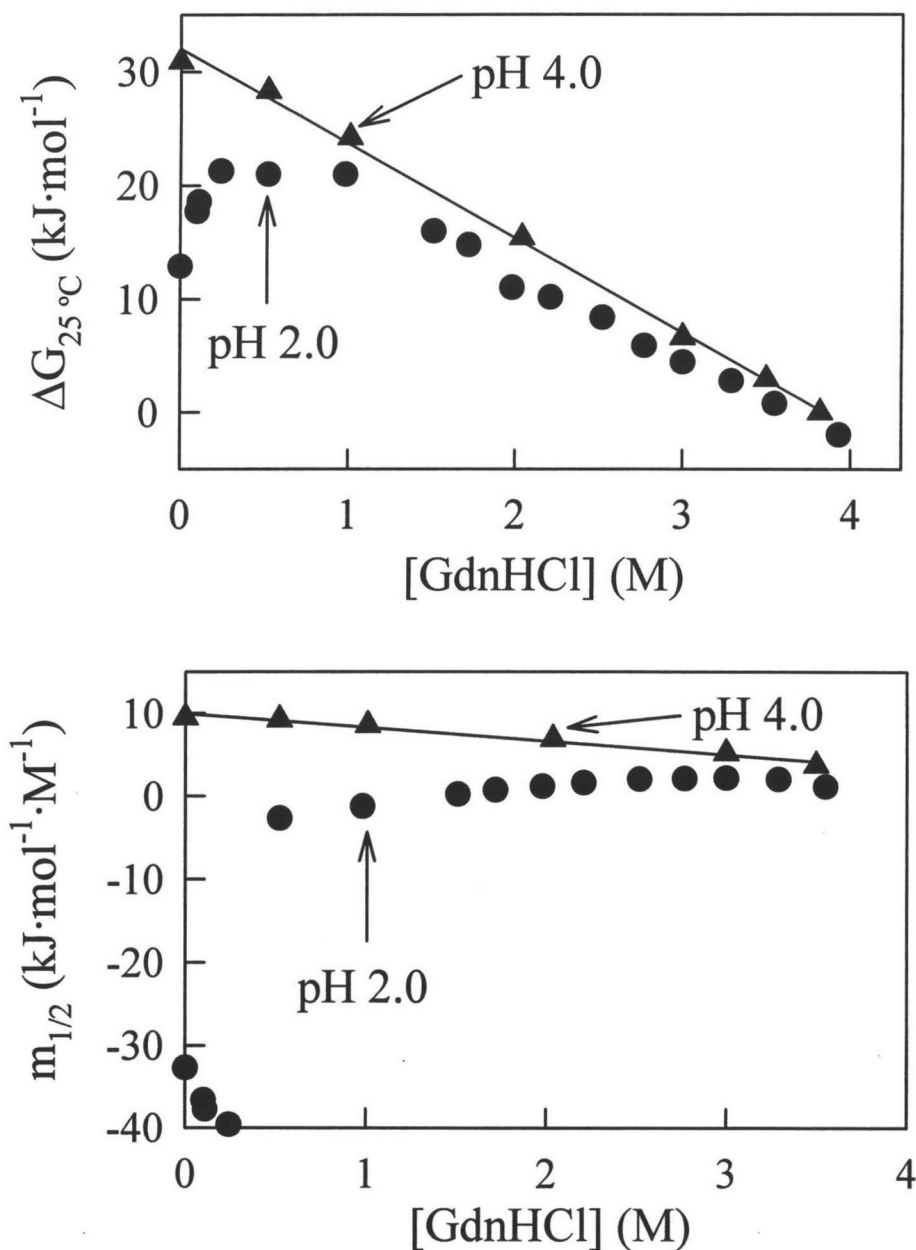 ΔG25 ºC (kJ·mol-1)
30
20
10
0
pH 4.0
pH 2.0
0 1 2 3 4
[GdnHCl] (M)
m1/2 (kJ·mol-1·M-1)
10
0
-10
-20
-30
-40
pH 4.0
pH 2.0
0 1 2 3 4
[GdnHCl] (M)